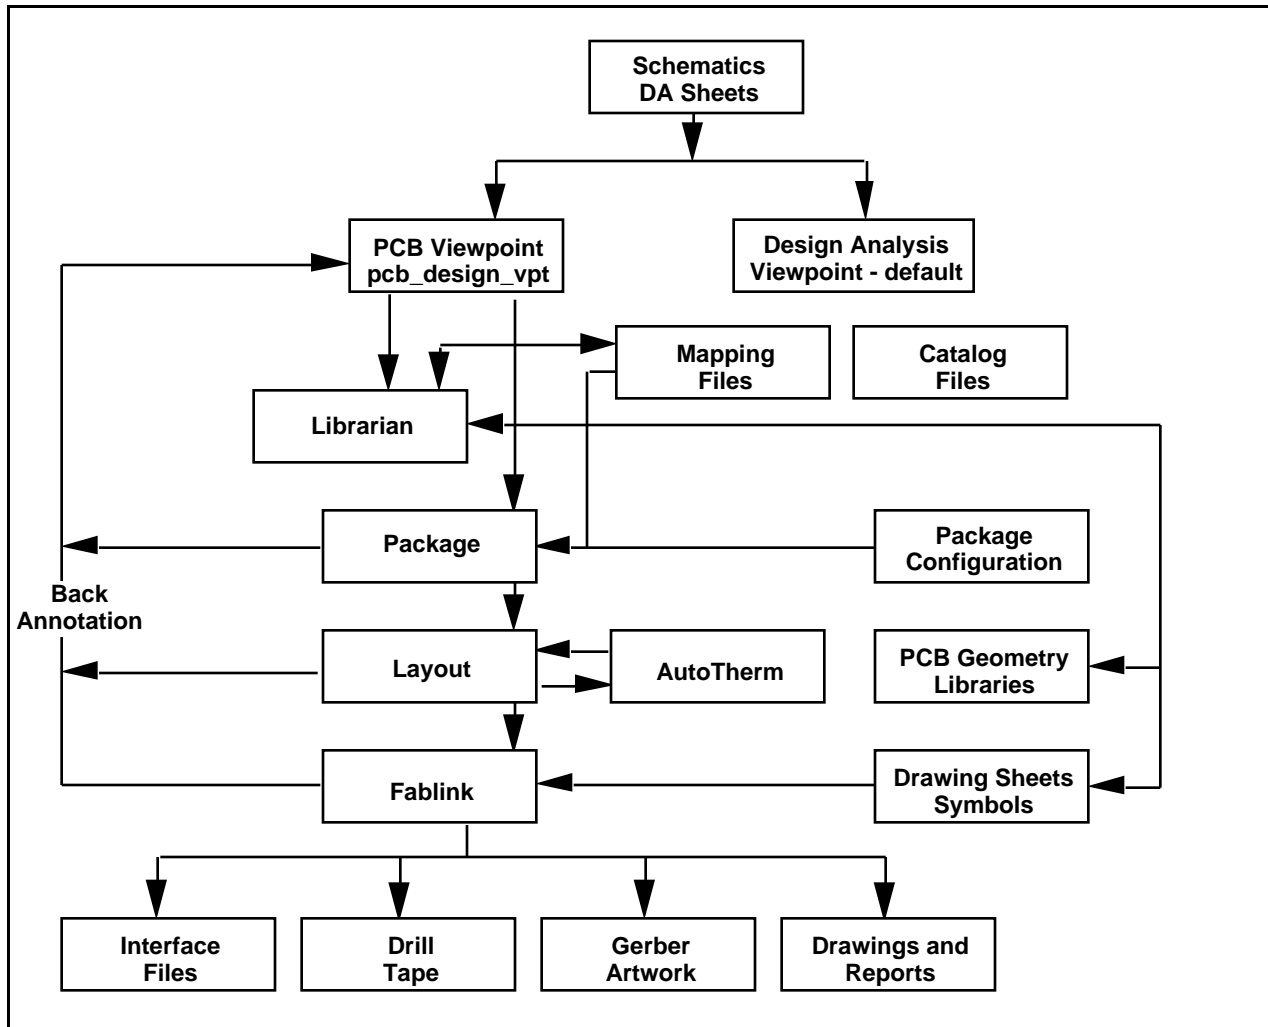 Schematics
DA Sheets
PCB Viewpoint
pcb_design_vpt
Design Analysis
Viewpoint - default
Mapping
Files
Catalog
Files
Librarian
Package
Package
Configuration
Back
Annotation
Layout
AutoTherm
PCB Geometry
Libraries
Fablink
Drawing Sheets
Symbols
Interface
Files
Drill
Tape
Gerber
Artwork
Drawings and
Reports